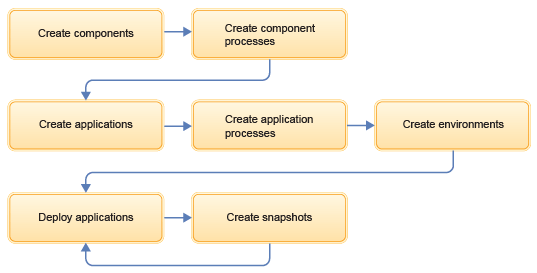 Create components
Create component
processes
Create applications
Create application
processes
Create environments
Deploy applications
Create snapshots